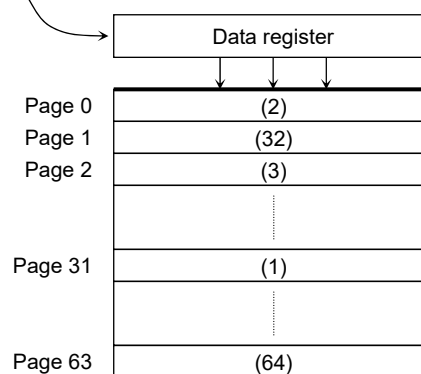 Data register
Page 0 (2)
Page 1 (32)
Page 2 (3)
Page 31 (1)
Page 63 (64)